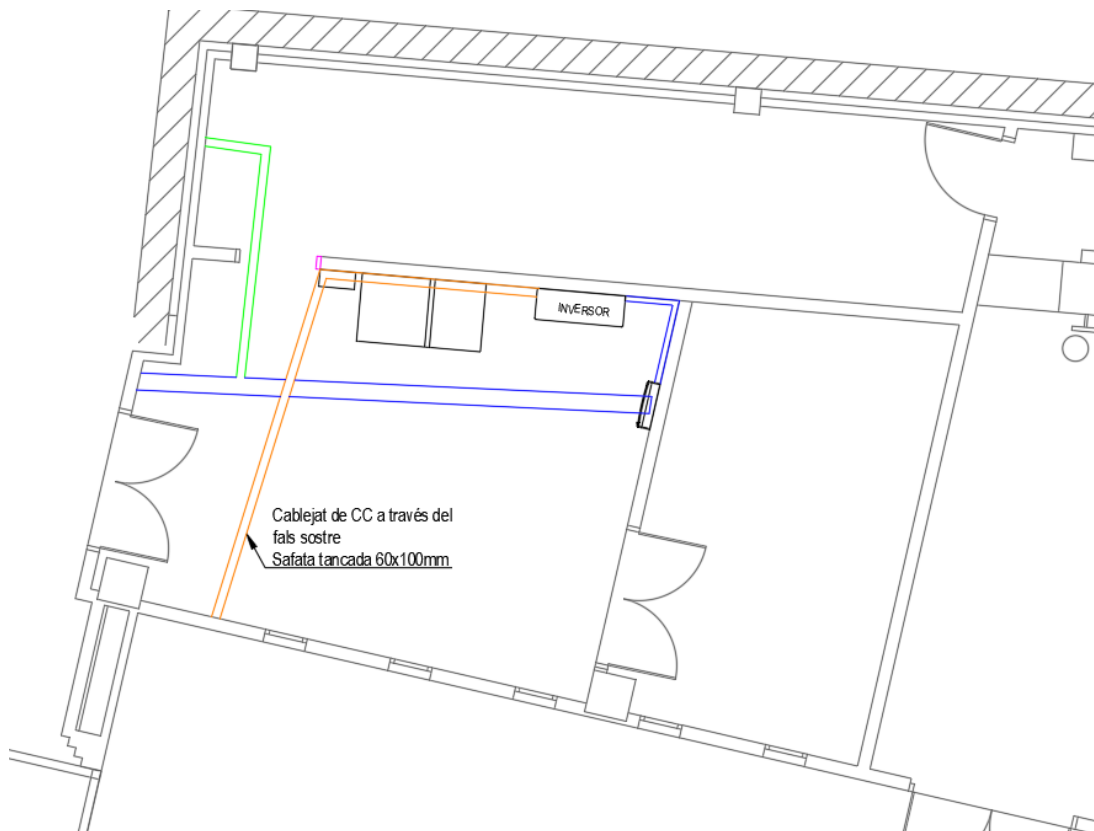 INVERSOR
Cablejat de CC a través del
fals sostre
Safata tancada 60x100mm